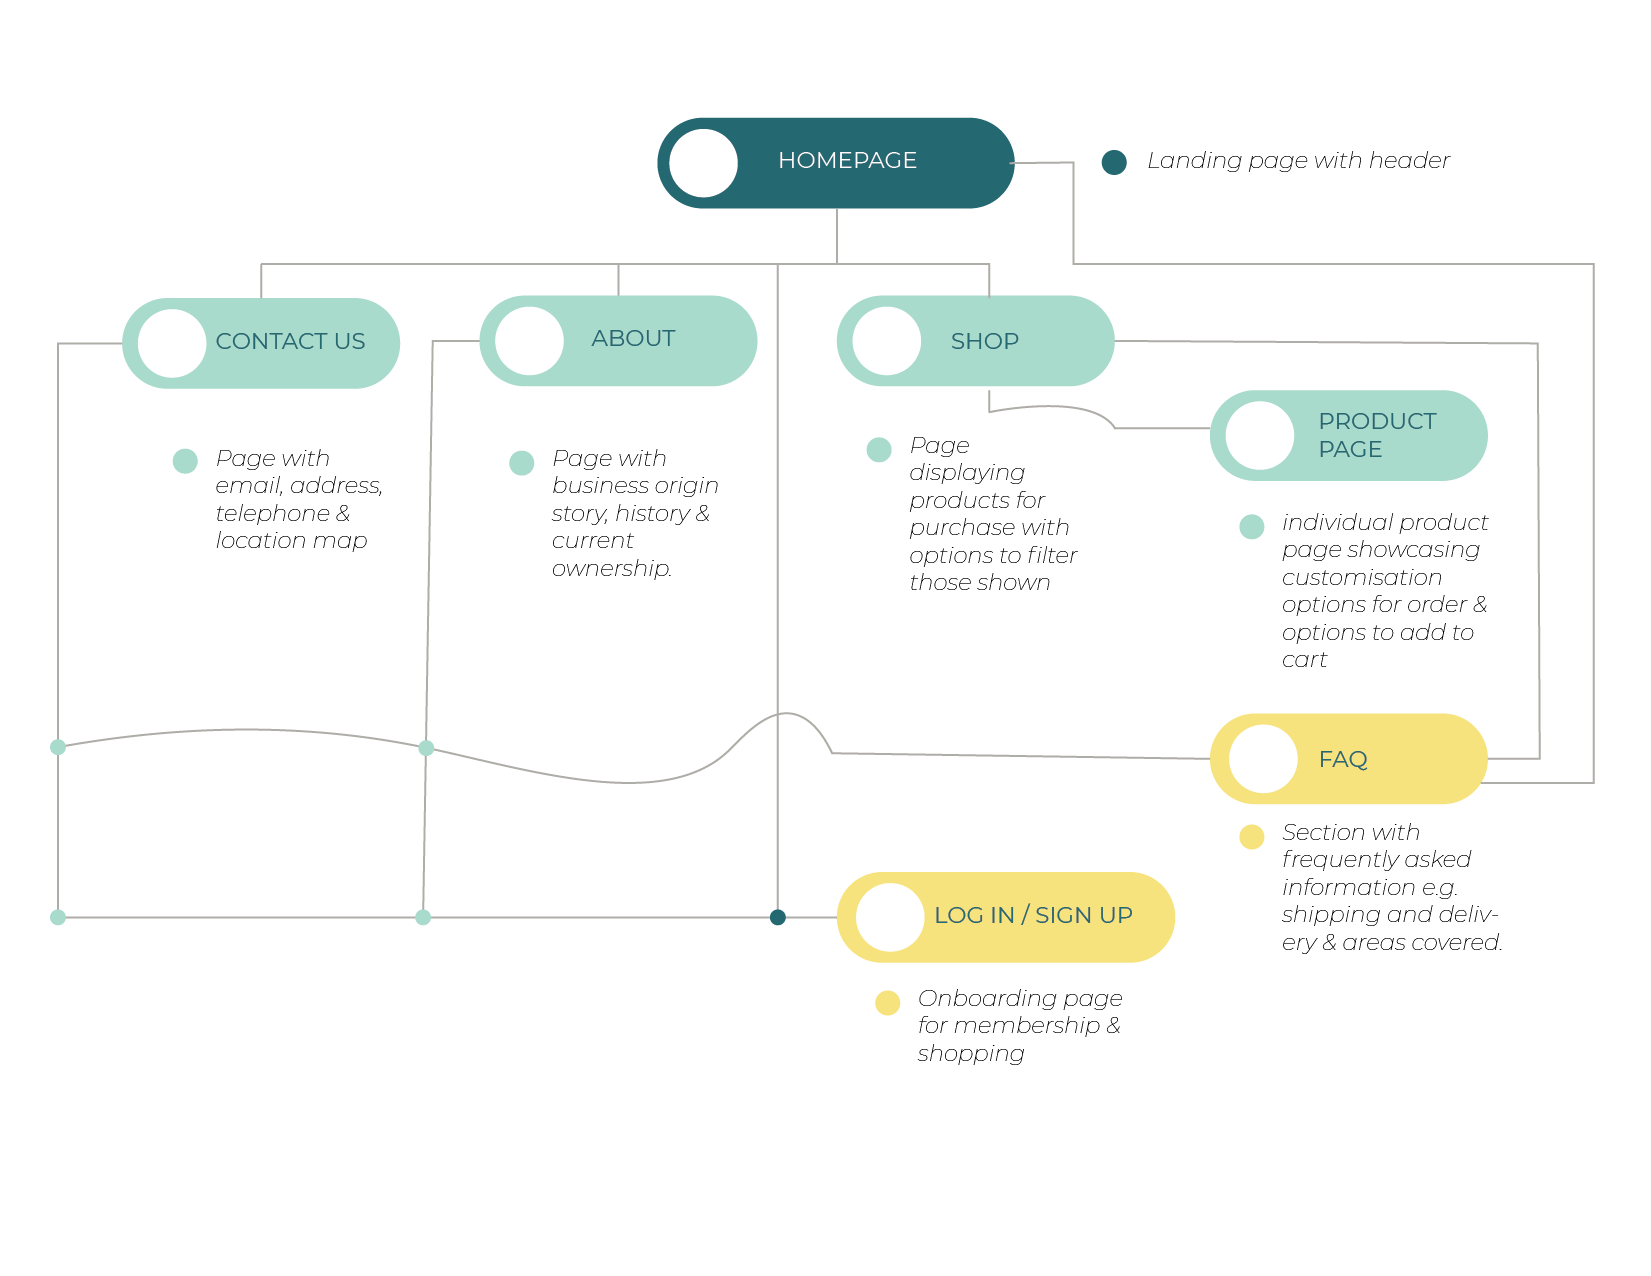 HOMEPAGE
Landing page with header
CONTACT US
ABOUT
SHOP
Page with
email, address,
telephone &
location map
Page with
business origin
story, history &
current
ownership.
Page
displaying
products for
purchase with
options to filter
those shown
PRODUCT
PAGE
individual product
page showcasing
customisation
options for order &
options to add to
cart
FAQ
Section with
frequently asked
information e.g.
shipping and deliv-
ery & areas covered.
LOG IN / SIGN UP
Onboarding page
for membership &
shopping